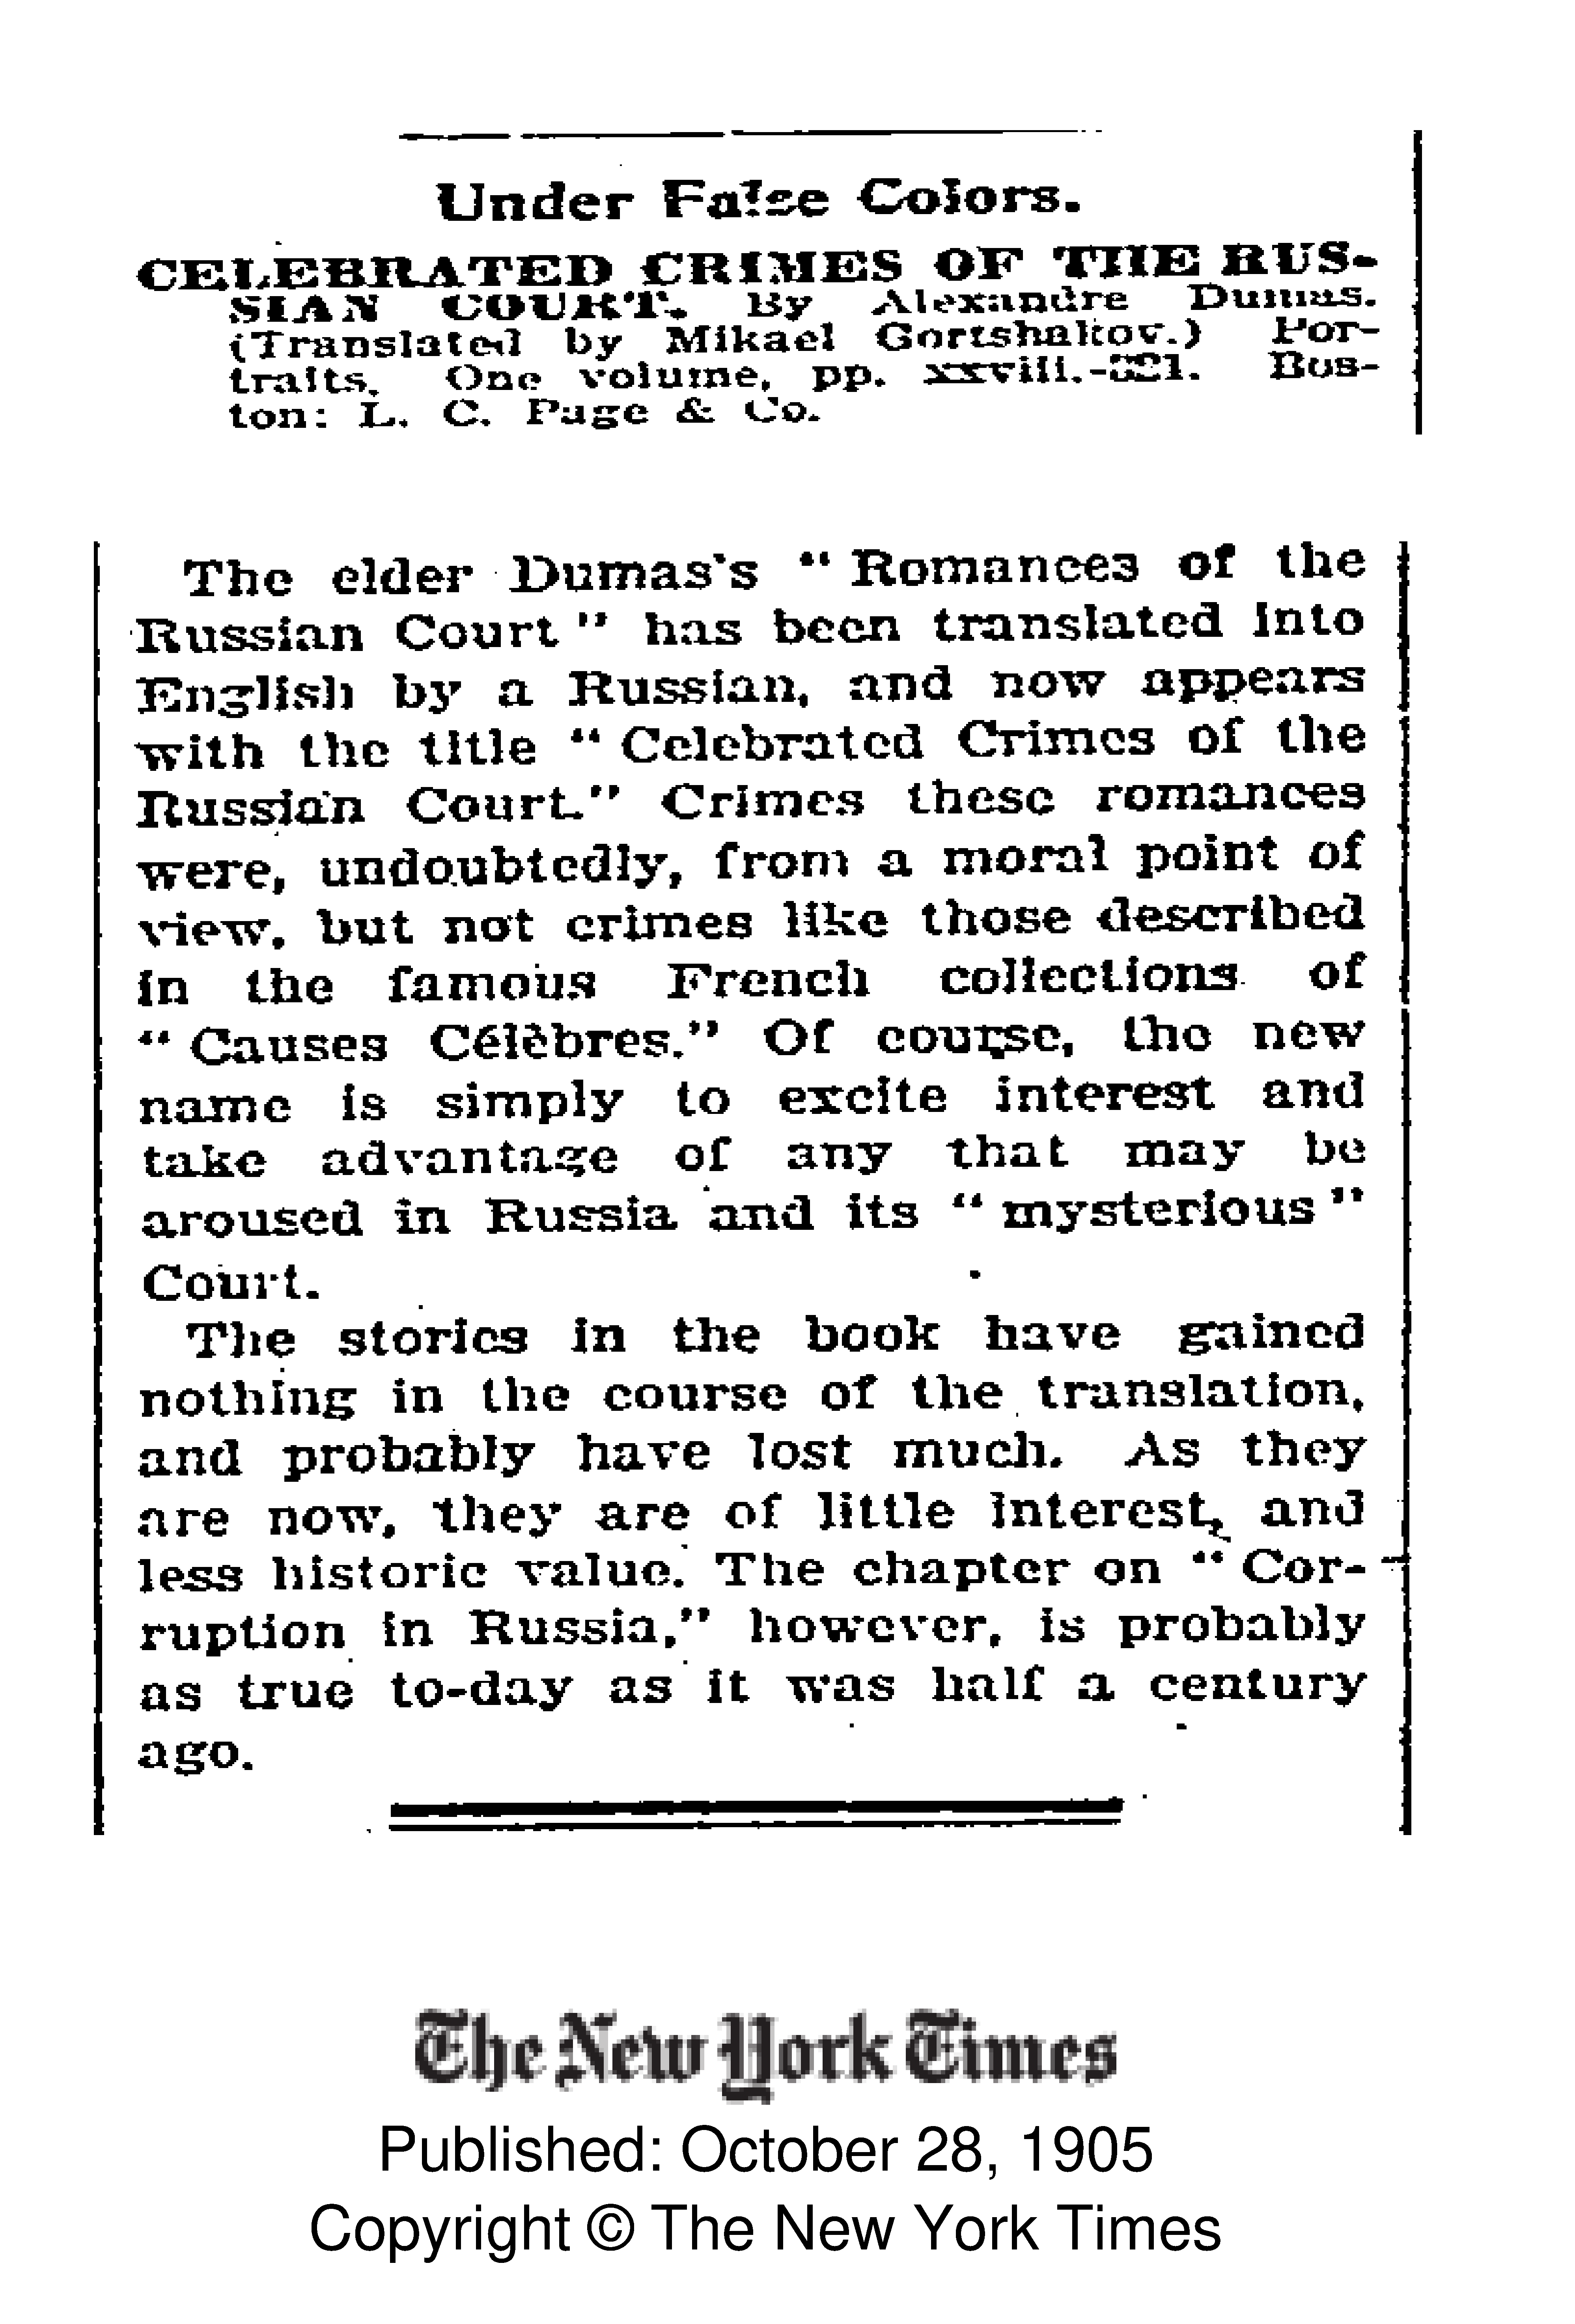 Under False Colors.
CELEBRATED CRIMES OF THE RUS-
SIAN COURT. By Alexandre Dumas.
(Translated by Mikael Gortshakov.) Por-
traits. One volume, pp. xxviii.-321. Bos-
ton: L. C. Page & Co.
The elder Dumas's “ Romances of the
Russian Court ” has been translated into
English by a Russian, and now appears
with the title “ Celebrated Crimes of the
Russian Court.” Crimes these romances
were, undoubtedly, from a moral point of
view, but not crimes like those described
in the famous French collections of
“ Causes Célèbres.” Of course, the new
name is simply to excite interest and
take advantage of any that may be
aroused in Russia and its “ mysterious ”
Court.
The stories in the book have gained
nothing in the course of the translation,
and probably have lost much. As they
are now, they are of little interest, and
less historic value. The chapter on “ Cor-
ruption in Russia,” however, is probably
as true to-day as it was half a century
ago.
The New York Times
Published: October 28, 1905
Copyright © The New York Times